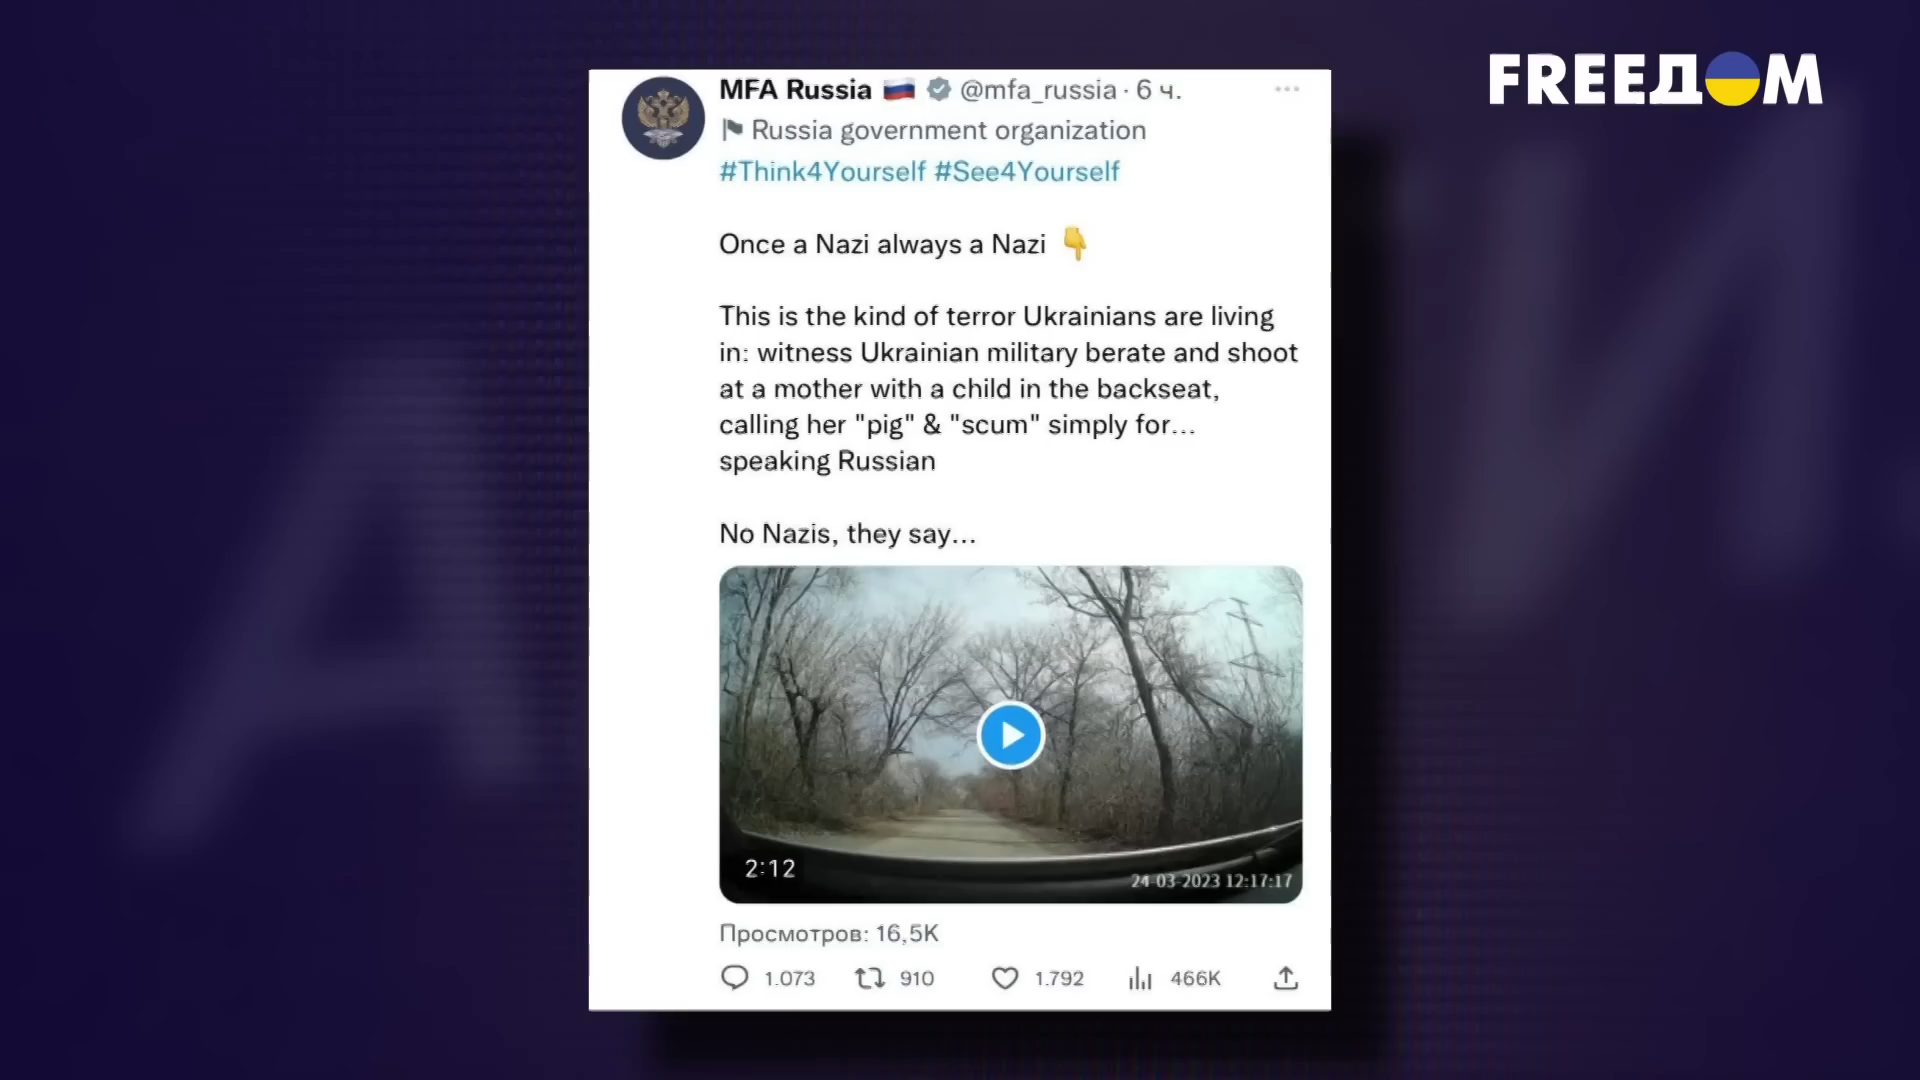 FREEДOM
MFA Russia @mfa_russia · 6 ч.
Russia government organization
#Think4Yourself #See4Yourself
Once a Nazi always a Nazi
This is the kind of terror Ukrainians are living
in: witness Ukrainian military berate and shoot
at a mother with a child in the backseat,
calling her "pig" & "scum" simply for...
speaking Russian
No Nazis, they say...
2:12
24-03-2023 12:17:17
Просмотров: 16,5K
1.073 910 1.792 466K